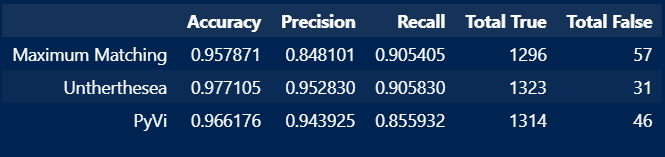 Accuracy Precision Recall Total True Total False
Maximum Matching 0.957871 0.848101 0.905405 1296 57
Untherthesea 0.977105 0.952830 0.905830 1323 31
PyVi 0.966176 0.943925 0.855932 1314 46